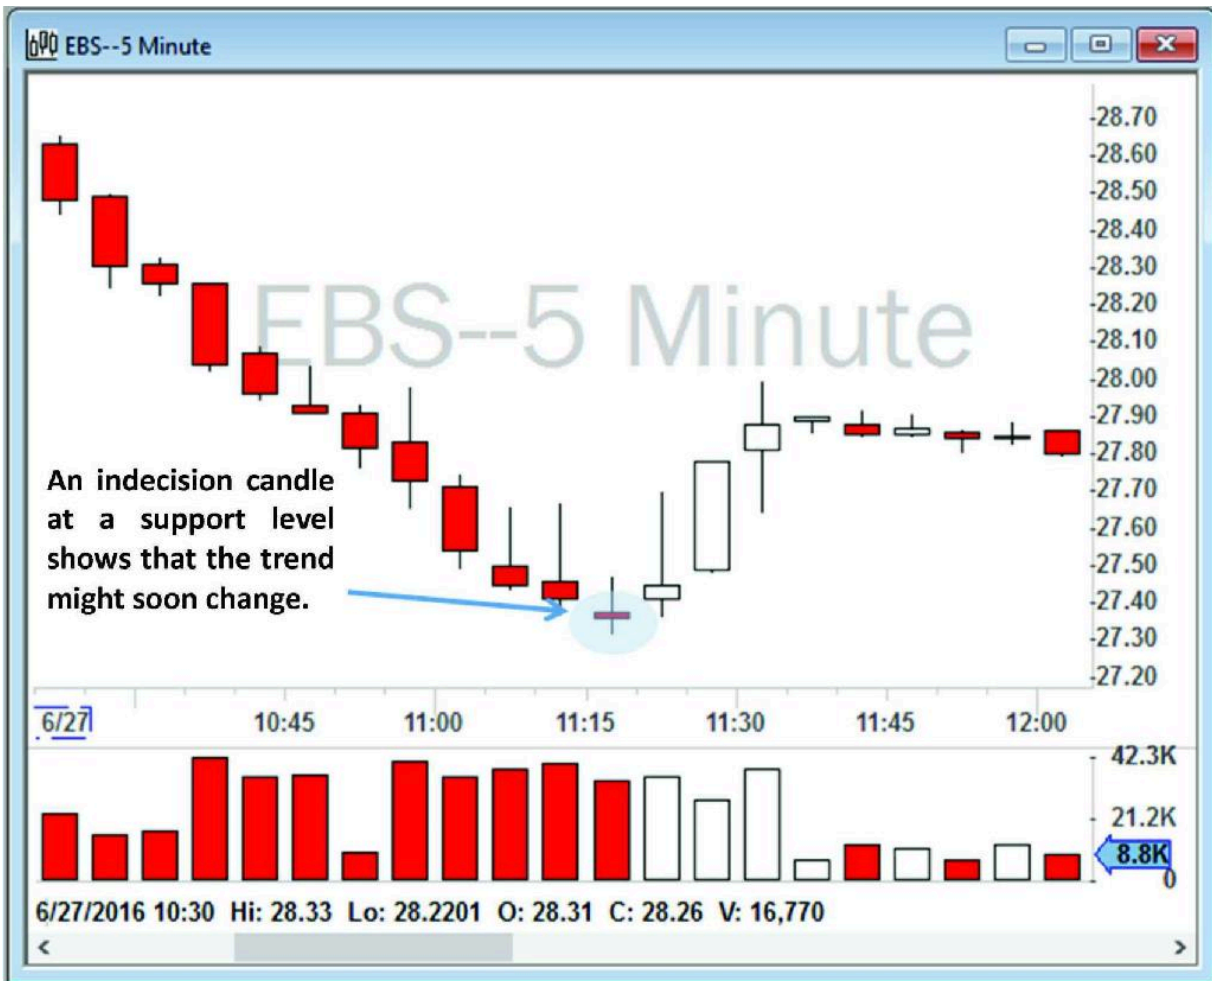 EBS--5 Minute
EBS--5 Minute
28.70
28.60
28.50
28.40
28.30
28.20
28.10
28.00
27.90
27.80
27.70
27.60
27.50
27.40
27.30
27.20
An indecision candle
at a support level
shows that the trend
might soon change.
6/27 10:45 11:00 11:15 11:30 11:45 12:00
42.3K
21.2K
8.8K
0
6/27/2016 10:30 Hi: 28.33 Lo: 28.2201 O: 28.31 C: 28.26 V: 16,770